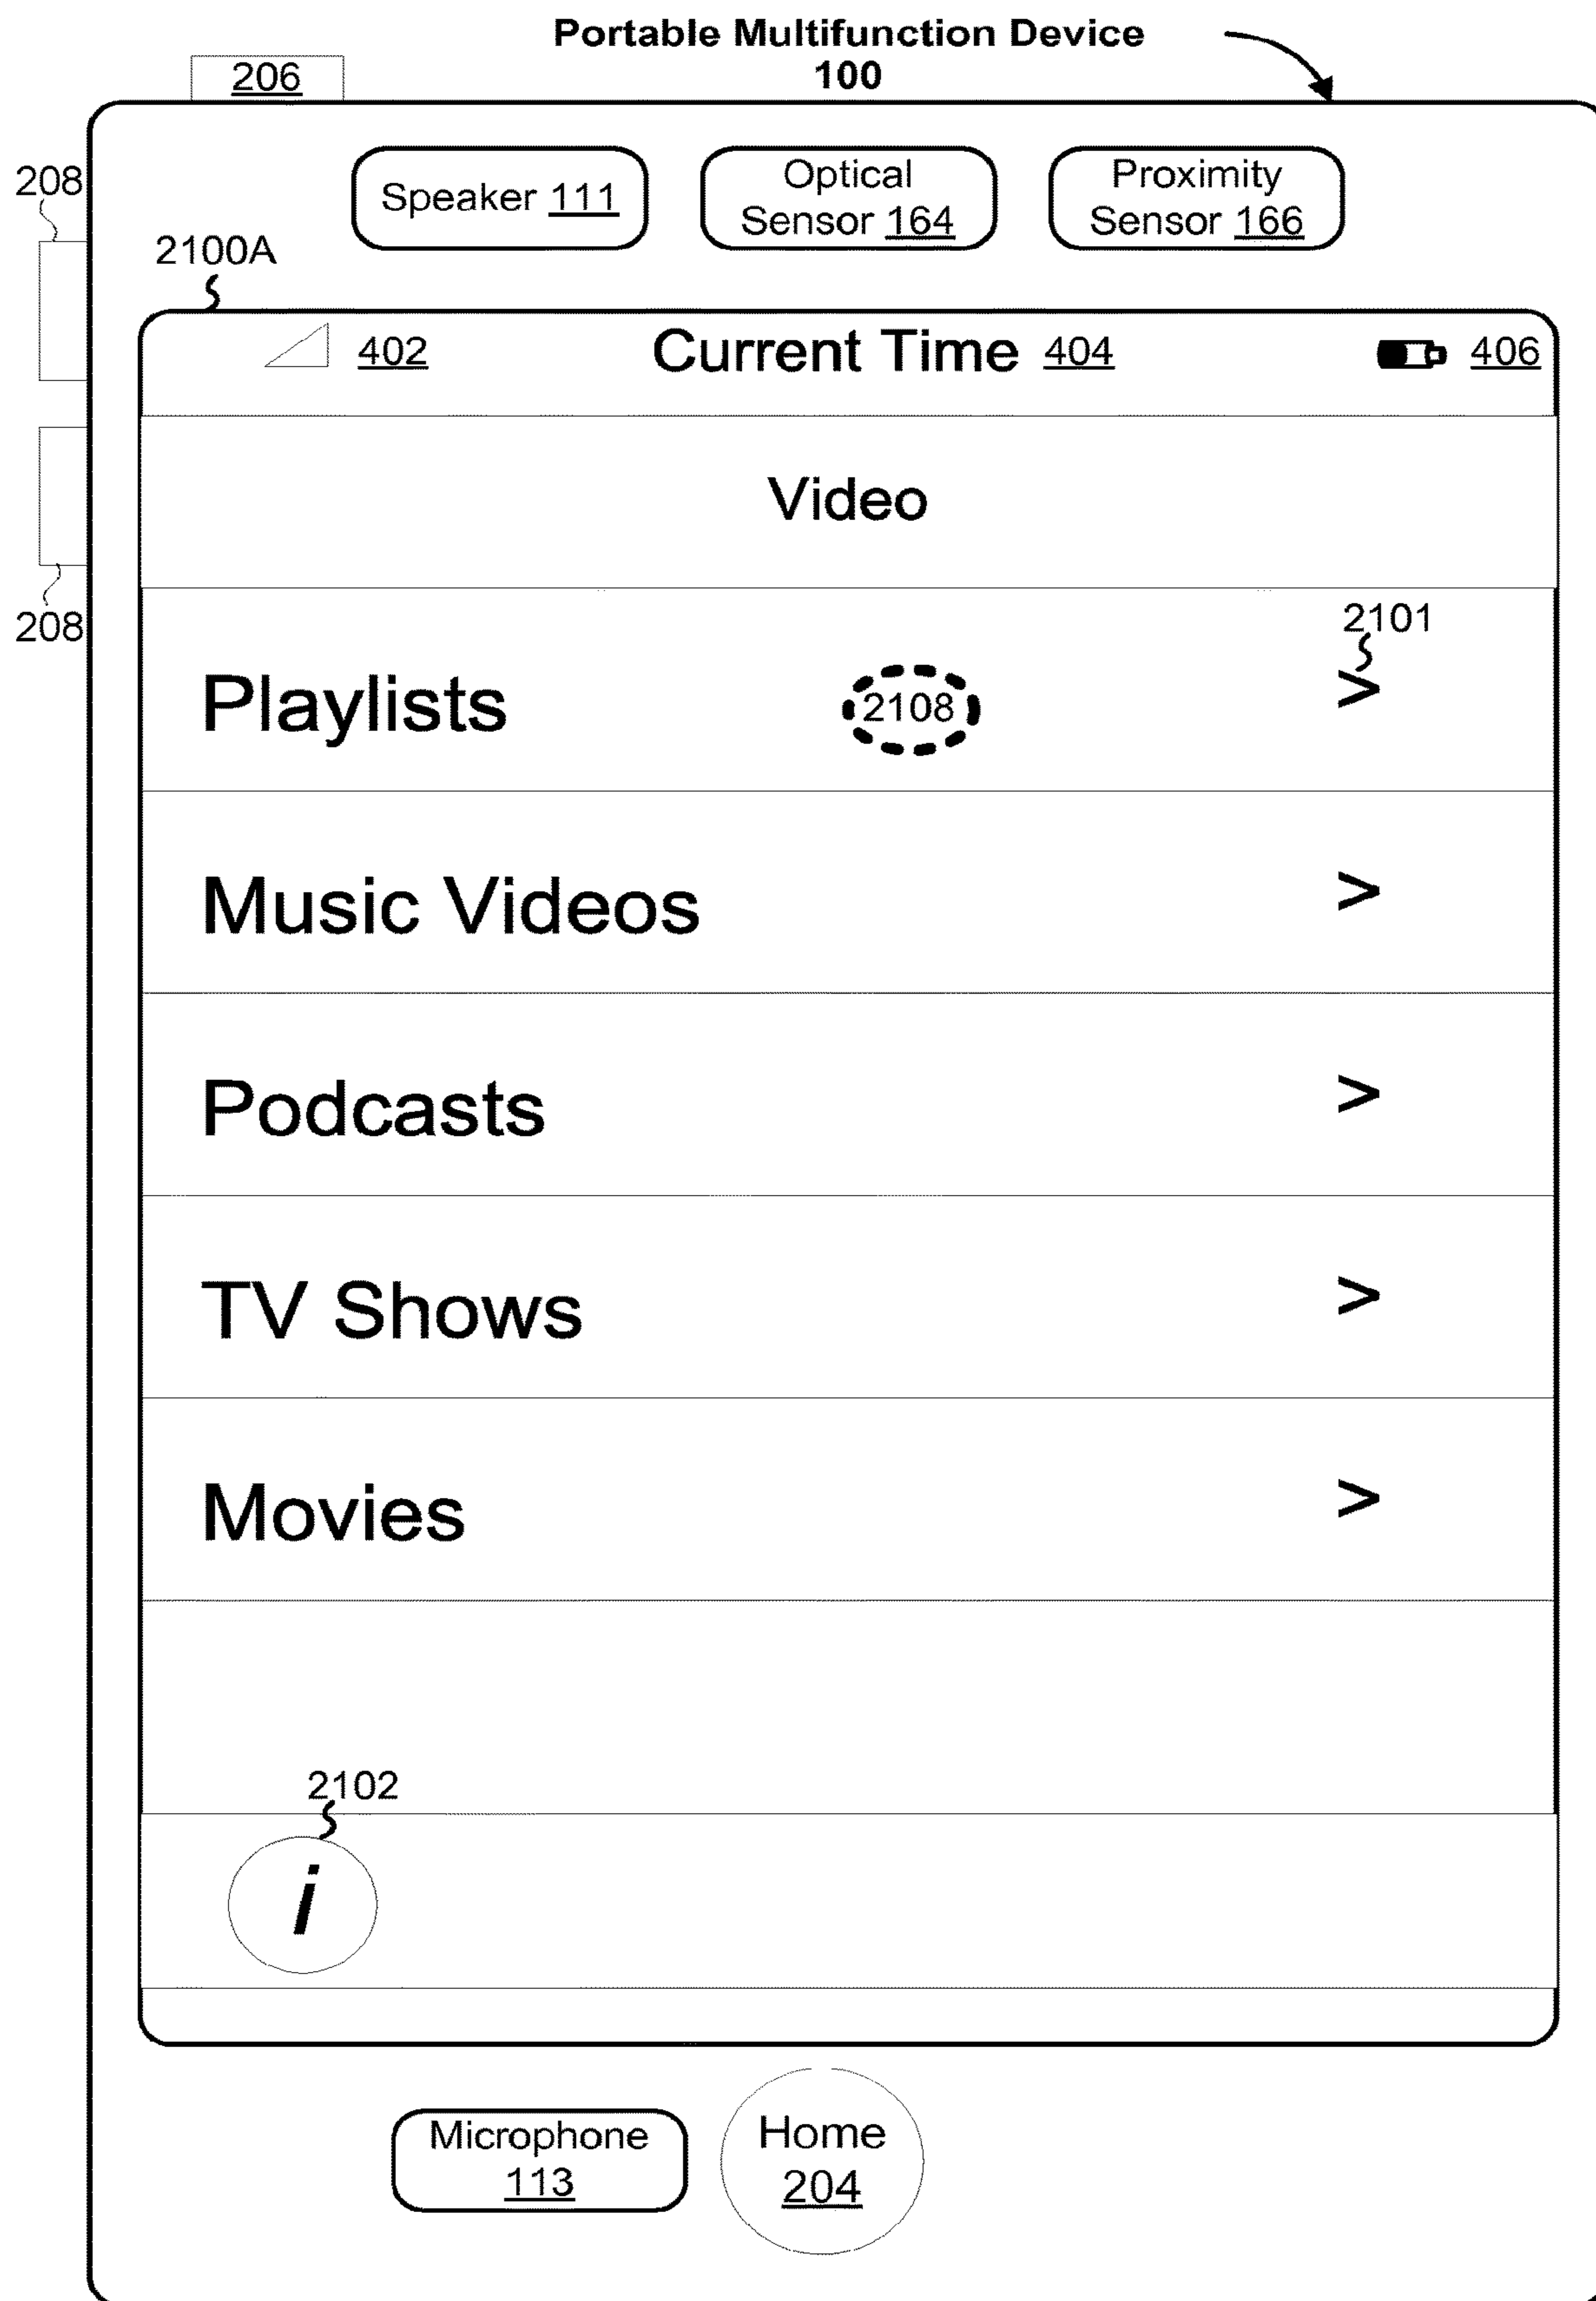 Portable Multifunction Device
100
206
208
Speaker 111
Optical
Sensor 164
Proximity
Sensor 166
2100A
402
Current Time 404
406
Video
208
2101
Playlists
2108
>
Music Videos
>
Podcasts
>
TV Shows
>
Movies
>
2102
i
Microphone
113
Home
204